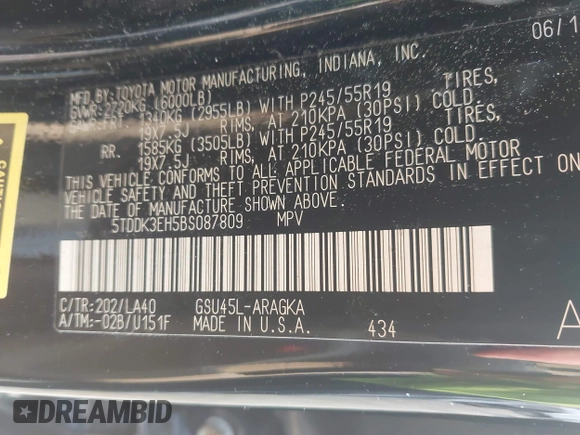 06/1
MFD.BY:TOYOTA MOTOR MANUFACTURING, INDIANA, INC.
GVWR:2720KG (6000LB)
GAWR:FRT. 1340KG (2955LB) WITH P245/55R19 TIRES,
19X7.5J RIMS, AT 210KPA (30PSI) COLD.
RR. 1585KG (3505LB) WITH P245/55R19 TIRES,
19X7.5J RIMS, AT 210KPA (30PSI) COLD.
THIS VEHICLE CONFORMS TO ALL APPLICABLE FEDERAL MOTOR
VEHICLE SAFETY AND THEFT PREVENTION STANDARDS IN EFFECT ON
THE DATE OF MANUFACTURE SHOWN ABOVE.
5TDDK3EH5BS087809 MPV
C/TR:202/LA40 GSU45L-ARAGKA
A/TM:-02B/U151F MADE IN U.S.A. 434
A
DREAMBID